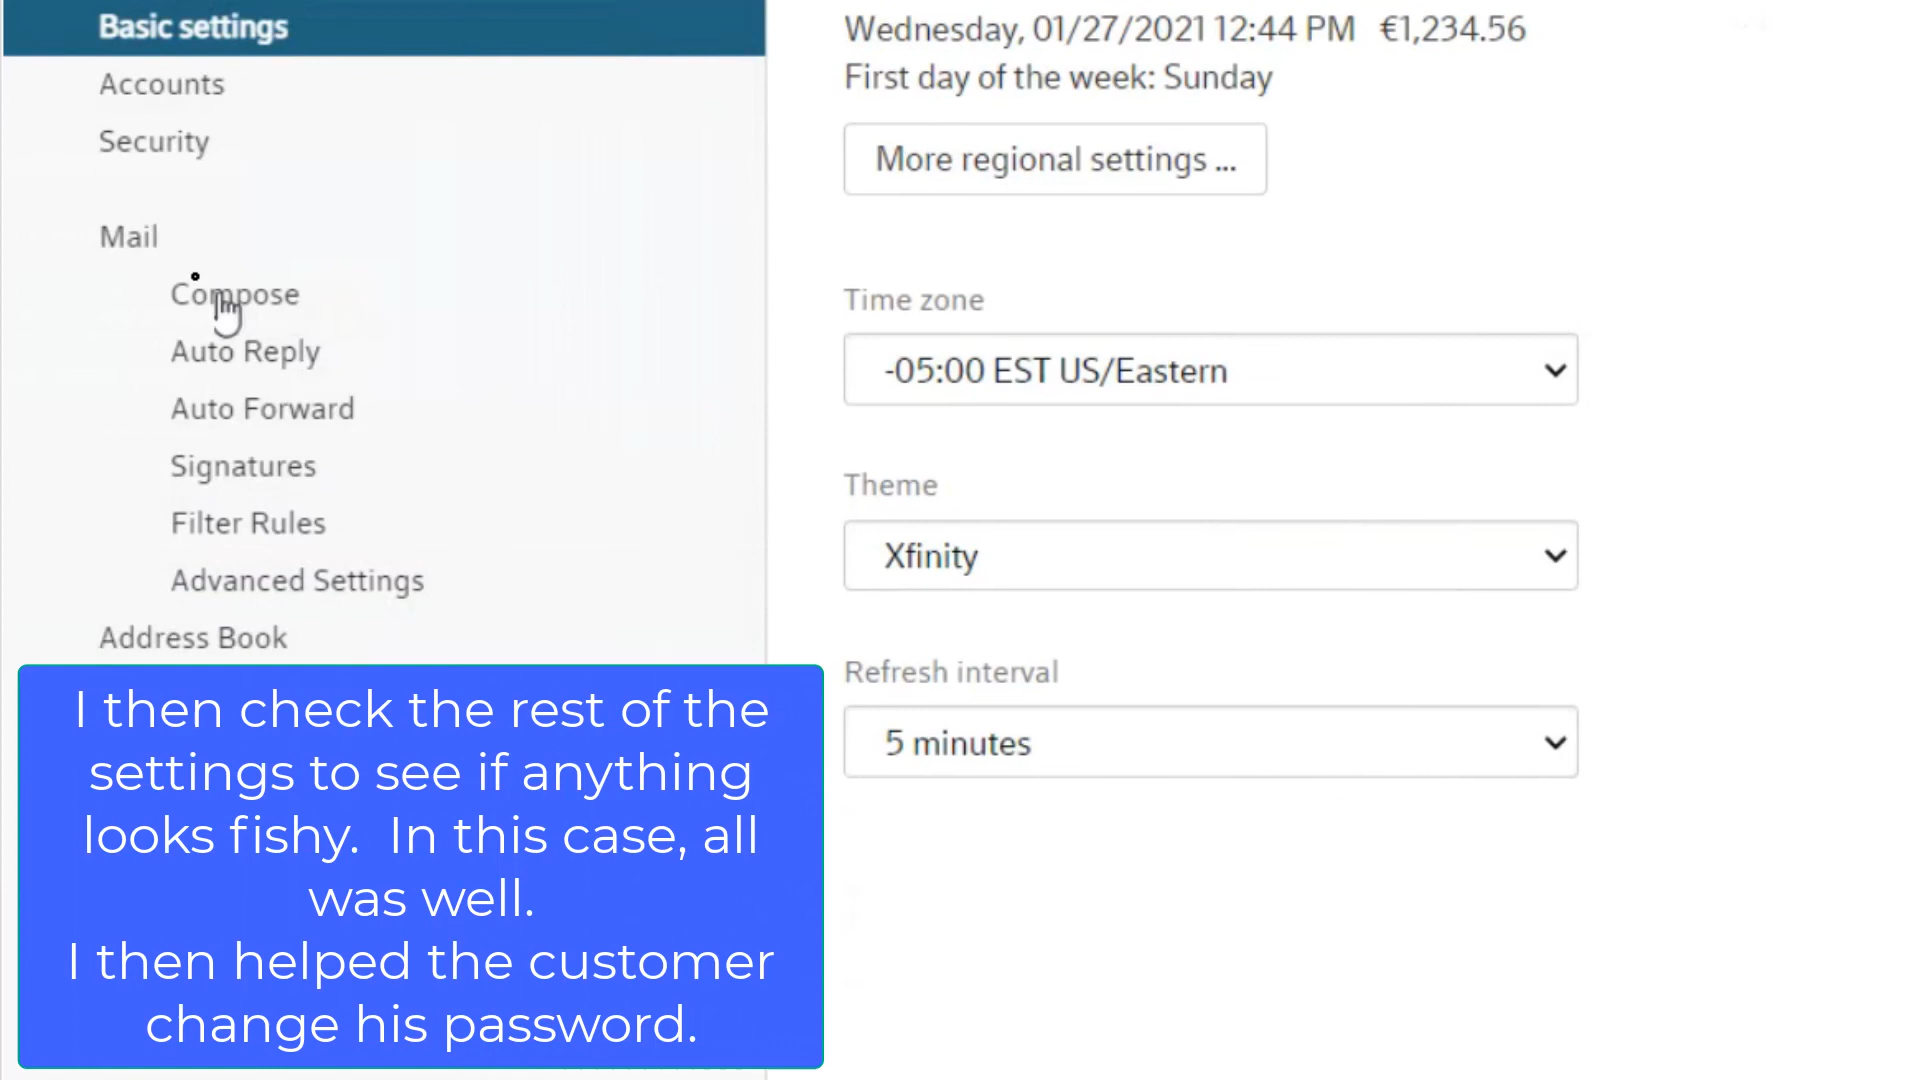 Basic settings
Accounts
Security
Mail
Compose
Auto Reply
Auto Forward
Signatures
Filter Rules
Advanced Settings
Address Book
Wednesday, 01/27/2021 12:44 PM €1,234.56
First day of the week: Sunday
More regional settings ...
Time zone
-05:00 EST US/Eastern
Theme
Xfinity
Refresh interval
5 minutes
I then check the rest of the
settings to see if anything
looks fishy. In this case, all
was well.
I then helped the customer
change his password.